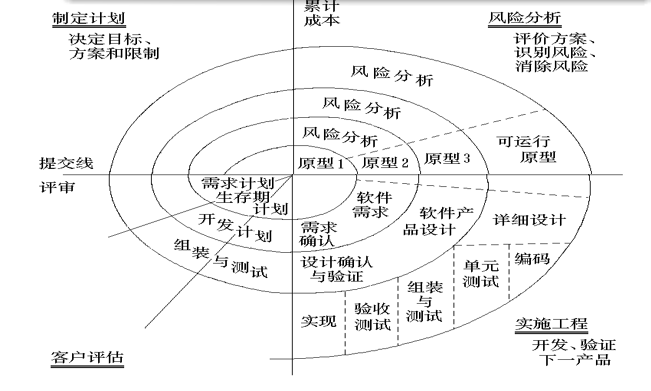 制定计划
决定目标、
方案和限制
累计
成本
风险分析
评价方案、
识别风险、
消除风险
风险分析
风险分析
风险分析
可运行
原型
原型1
原型2
原型3
提交线
评审
需求计划
生存期
计划
开发计划
组装与测试
软件
需求
需求
确认
软件产
品设计
详细设计
设计确认
与验证
实现
验收
测试
组装
与
测试
单元
测试
编码
客户评估
实施工程
开发、验证
下一产品